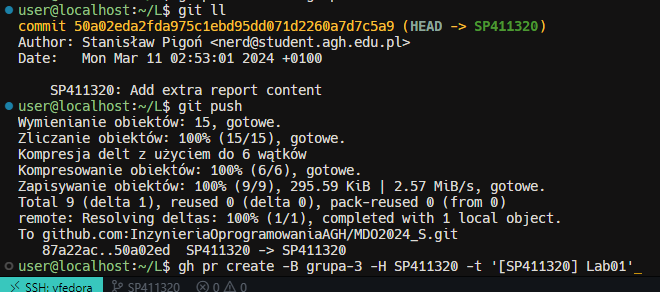 user@localhost:~/L$ git ll
commit 50a02eda2fda975c1ebd95dd071d2260a7d7c5a9 (HEAD -> SP411320)
Author: Stanisław Pigoń <nerd@student.agh.edu.pl>
Date:   Mon Mar 11 02:53:01 2024 +0100
    SP411320: Add extra report content
user@localhost:~/L$ git push
Wymienianie obiektów: 15, gotowe.
Zliczanie obiektów: 100% (15/15), gotowe.
Kompresja delt z użyciem do 6 wątków
Kompresowanie obiektów: 100% (6/6), gotowe.
Zapisywanie obiektów: 100% (9/9), 295.59 KiB | 2.57 MiB/s, gotowe.
Total 9 (delta 1), reused 0 (delta 0), pack-reused 0 (from 0)
remote: Resolving deltas: 100% (1/1), completed with 1 local object.
To github.com:InzynieriaOprogramowaniaAGH/MDO2024_S.git
   87a22ac..50a02ed  SP411320 -> SP411320
user@localhost:~/L$ gh pr create -B grupa-3 -H SP411320 -t '[SP411320] Lab01'_
SSH: vfedora SP411320 0 0